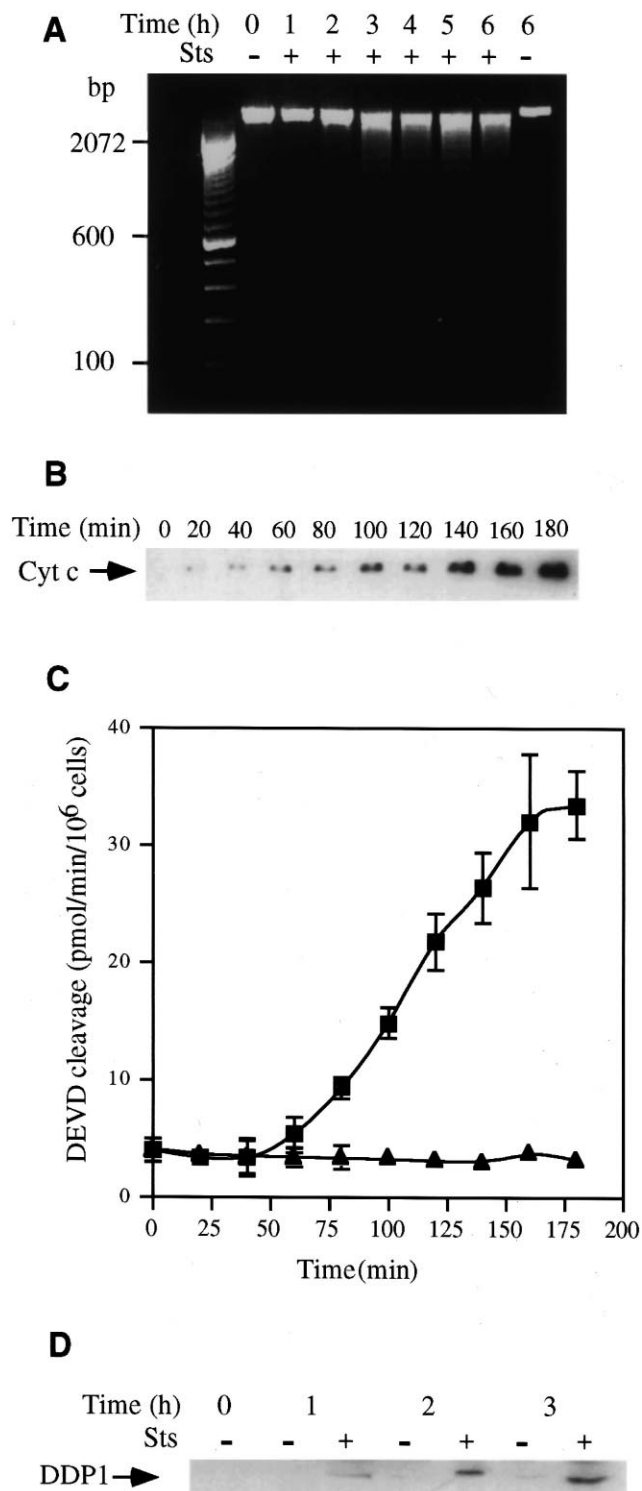 A
Time (h) 0 1 2 3 4 5 6 6
Sts - + + + + + + -
bp
2072
600
100
B
Time (min) 0 20 40 60 80 100 120 140 160 180
Cyt c
C
DEVD cleavage (pmol/min/10⁶ cells)
40
30
20
10
0
0 25 50 75 100 125 150 175 200
Time(min)
D
Time (h) 0 1 2 3
Sts - - + - + - +
DDP1